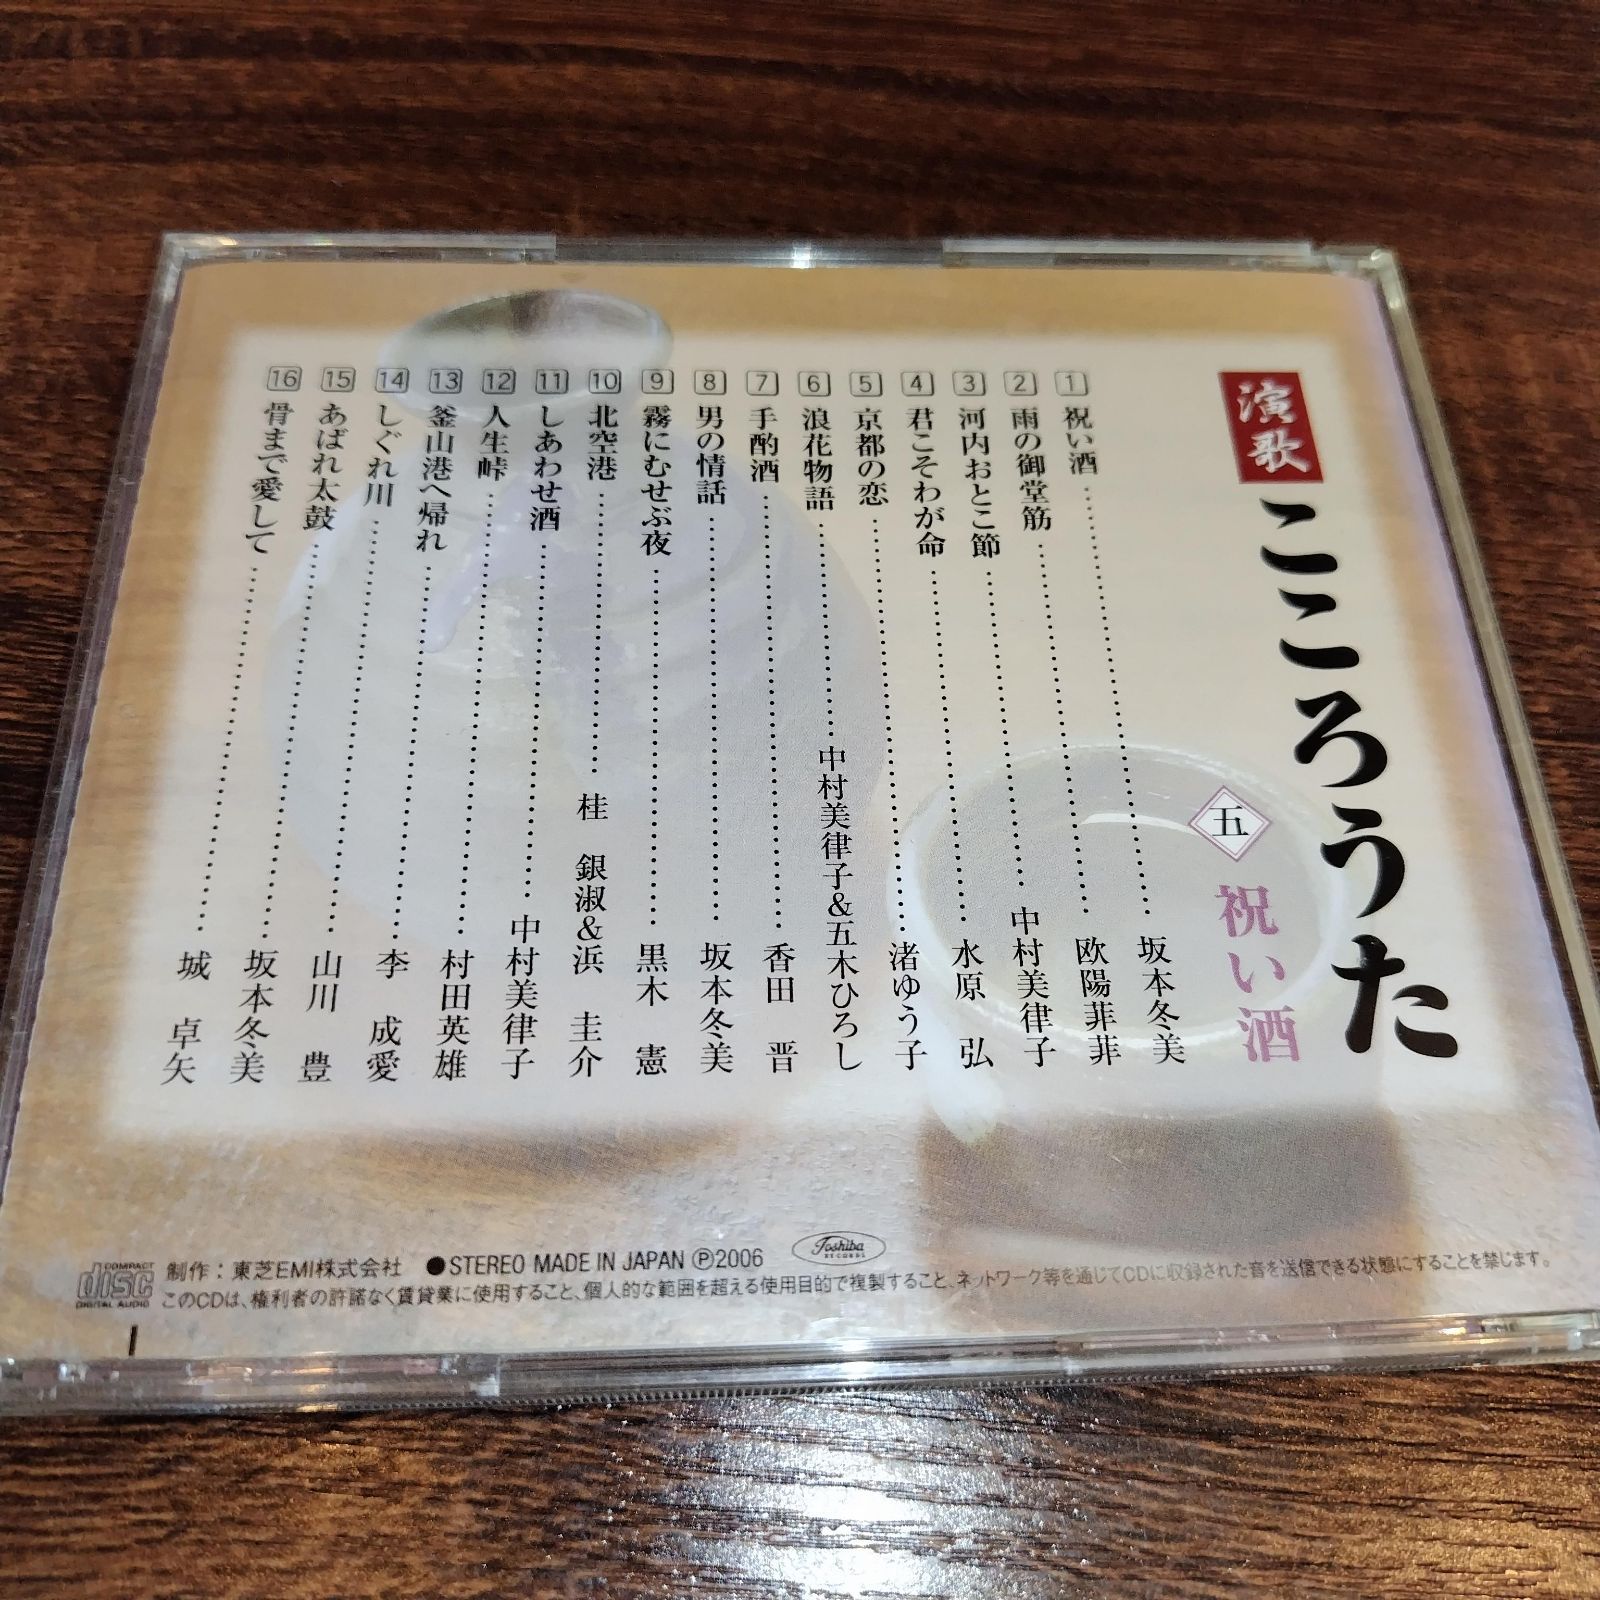 演歌
こころうた
五
祝い酒
1 祝い酒 坂本冬美
2 雨の御堂筋 欧陽菲菲
3 河内おとこ節 中村美律子
4 君こそわが命 水原 弘
5 京都の恋 渚ゆう子
6 浪花物語 中村美律子&五木ひろし
7 手酌酒 香田 晋
8 男の情話 坂本冬美
9 霧にむせぶ夜 黒木 憲
10 北空港 桂 銀淑&浜 圭介
11 しあわせ酒 中村美律子
12 人生峠 村田英雄
13 釜山港へ帰れ 李 成愛
14 しぐれ川 山川 豊
15 あばれ太鼓 坂本冬美
16 骨まで愛して 城 卓矢
COMPACT disc DIGITAL AUDIO
制作：東芝EMI株式会社 ●STEREO MADE IN JAPAN Ⓟ2006
Toshiba RECORDS
このCDは、権利者の許諾なく賃貸業に使用すること、個人的な範囲を超える使用目的で複製すること、ネットワーク等を通じてCDに収録された音を送信できる状態にすることを禁じます。